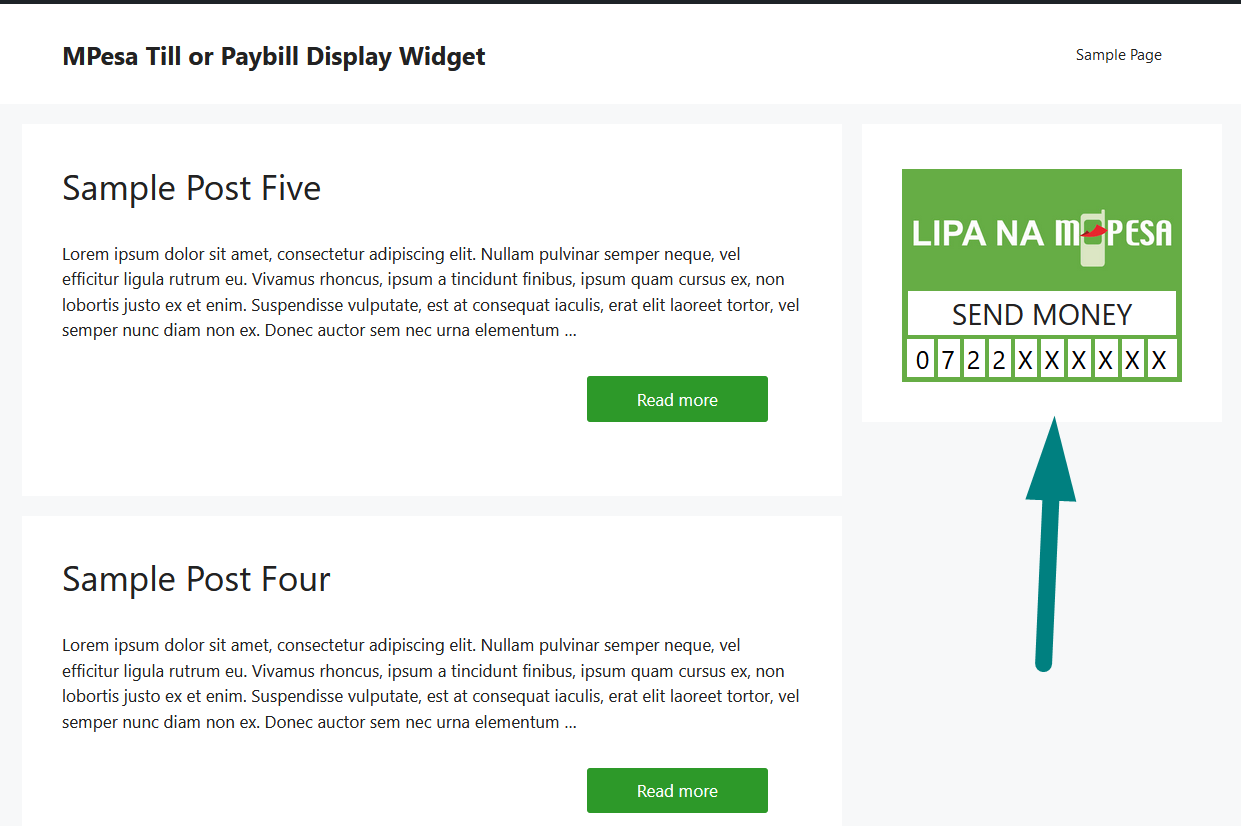 MPesa Till or Paybill Display Widget
Sample Page
Sample Post Five
Lorem ipsum dolor sit amet, consectetur adipiscing elit. Nullam pulvinar semper neque, vel
efficitur ligula rutrum eu. Vivamus rhoncus, ipsum a tincidunt finibus, ipsum quam cursus ex, non
lobortis justo ex et enim. Suspendisse vulputate, est at consequat iaculis, erat elit laoreet tortor, vel
semper nunc diam non ex. Donec auctor sem nec urna elementum ...
Read more
Sample Post Four
Lorem ipsum dolor sit amet, consectetur adipiscing elit. Nullam pulvinar semper neque, vel
efficitur ligula rutrum eu. Vivamus rhoncus, ipsum a tincidunt finibus, ipsum quam cursus ex, non
lobortis justo ex et enim. Suspendisse vulputate, est at consequat iaculis, erat elit laoreet tortor, vel
semper nunc diam non ex. Donec auctor sem nec urna elementum ...
Read more
LIPA NA M-PESA
SEND MONEY
0722XXXXXX